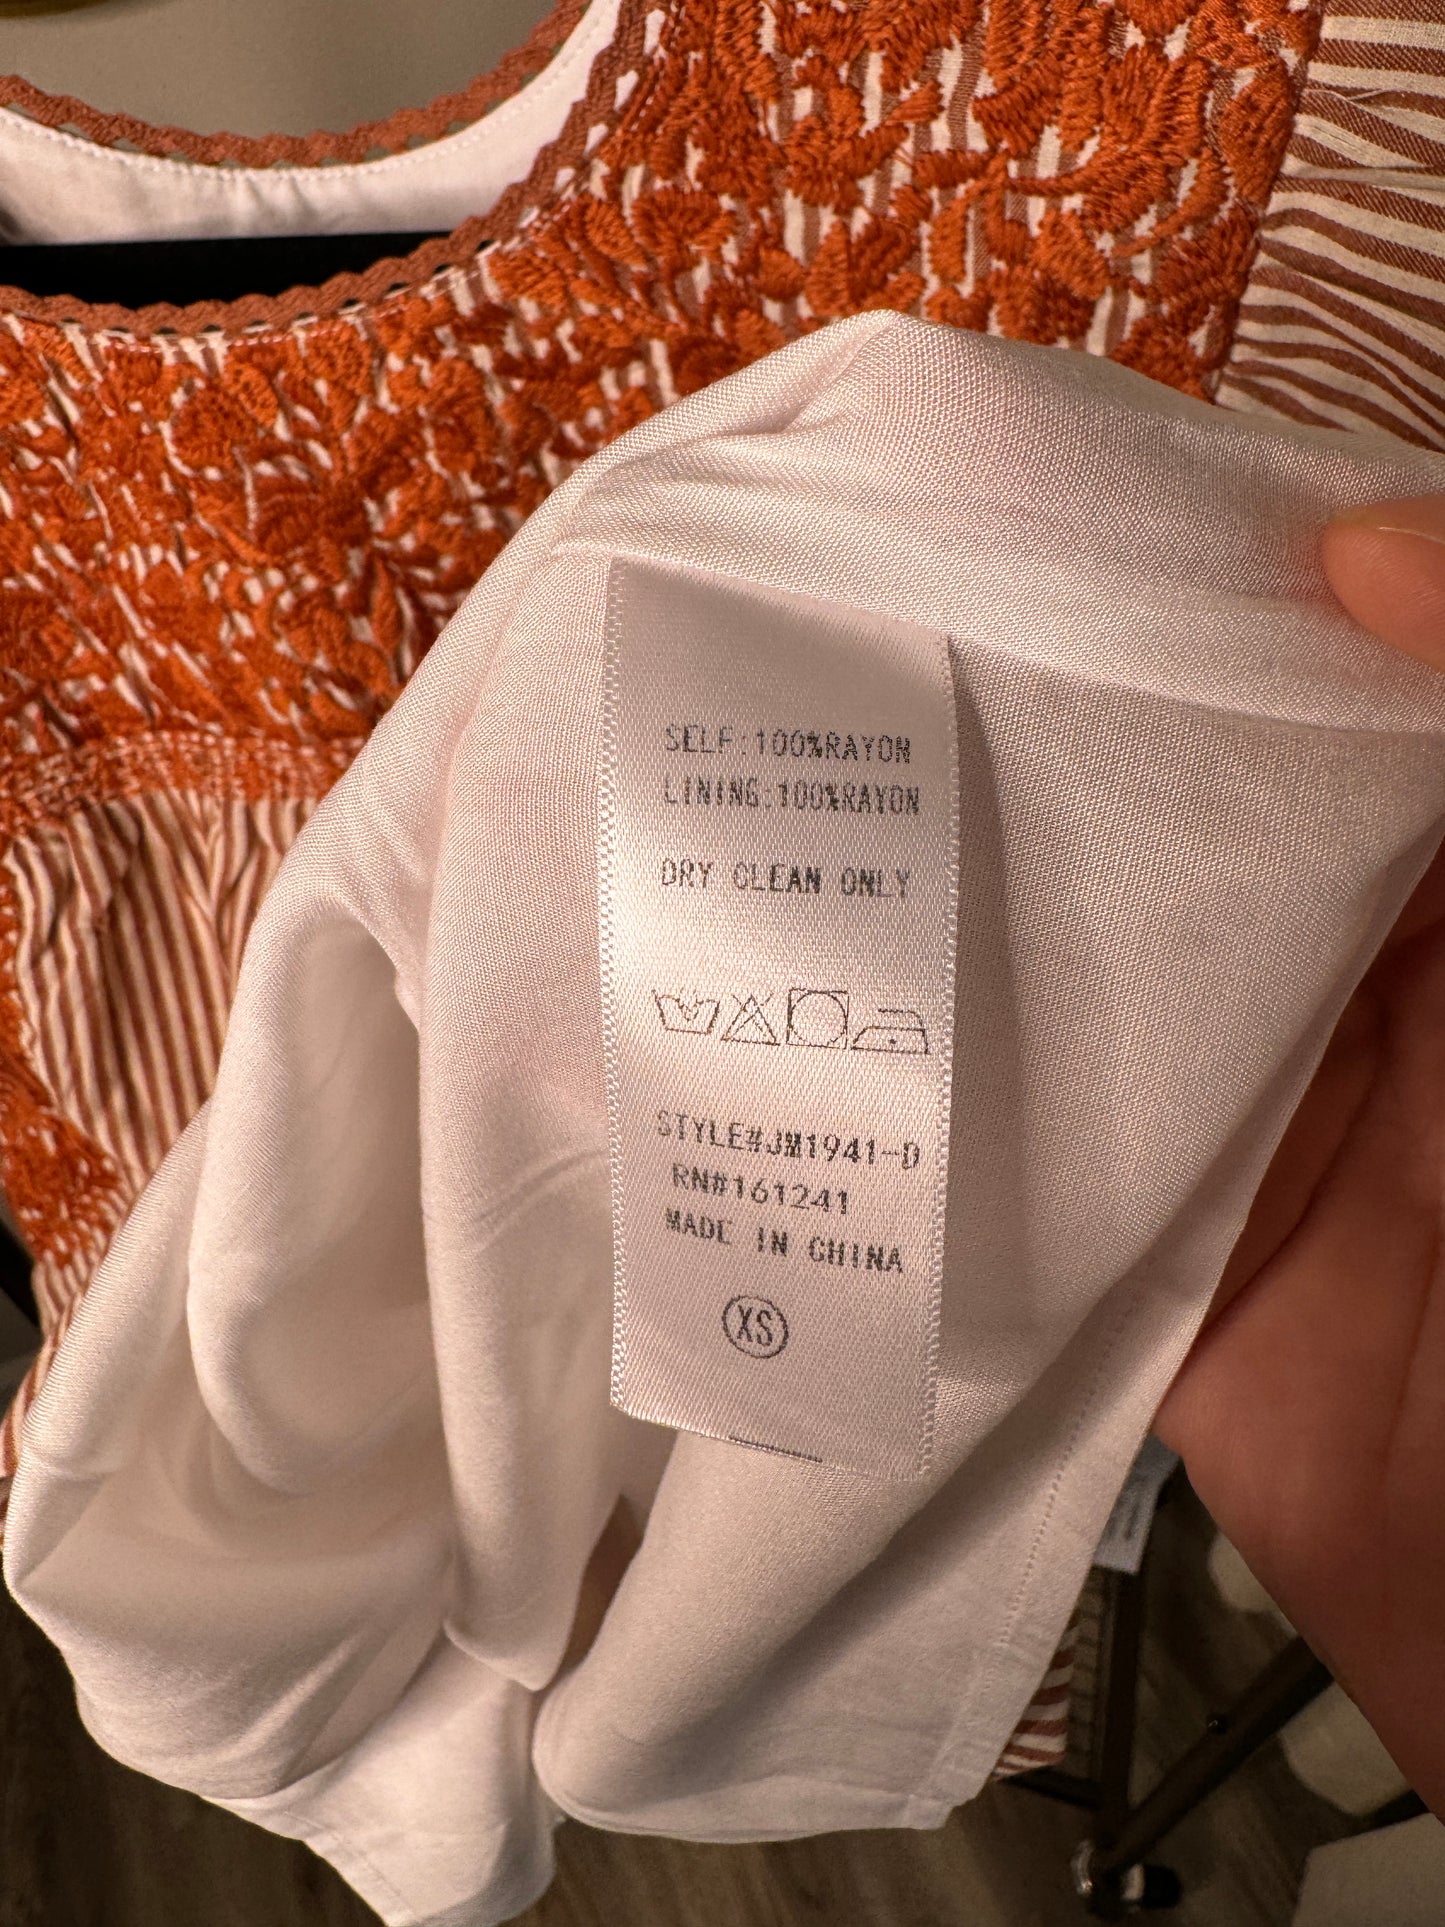 SELF:100%RAYON
LINING:100%RAYON
DRY CLEAN ONLY
STYLE#JM1941-D
RN#161241
MADE IN CHINA
XS